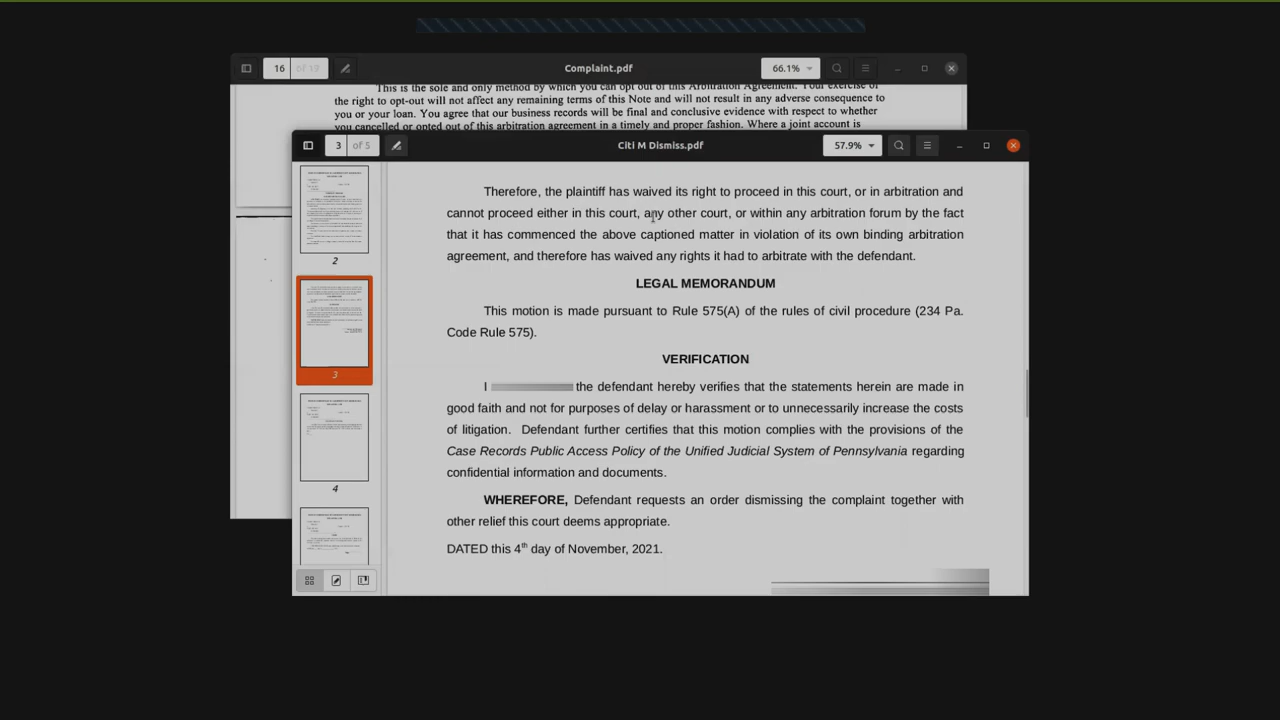 16 of 19
Complaint.pdf
66.1%
This is the sole and only method by which you can opt out of this Arbitration Agreement. Your exercise of
the right to opt-out will not affect any remaining terms of this Note and will not result in any adverse consequence to
you or your loan. You agree that our business records will be final and conclusive evidence with respect to whether
you cancelled or opted out of this arbitration agreement in a timely and proper fashion. Where a joint account is
3 of 5
Citi M Dismiss.pdf
57.9%
2
3
4
Therefore, the plaintiff has waived its right to proceed in this court, or in arbitration and
cannot proceed either in this court, any other court, or within any arbitration forum by the fact
that it has commenced the above captioned matter in violation of its own binding arbitration
agreement, and therefore has waived any rights it had to arbitrate with the defendant.
LEGAL MEMORANDUM
This motion is made pursuant to Rule 575(A) of the rules of civil procedure (234 Pa.
Code Rule 575).
VERIFICATION
I the defendant hereby verifies that the statements herein are made in
good faith and not for purposes of delay or harassment or to unnecessarily increase the costs
of litigation. Defendant further certifies that this motion complies with the provisions of the
Case Records Public Access Policy of the Unified Judicial System of Pennsylvania regarding
confidential information and documents.
WHEREFORE, Defendant requests an order dismissing the complaint together with
other relief this court deems appropriate.
DATED this 4th day of November, 2021.